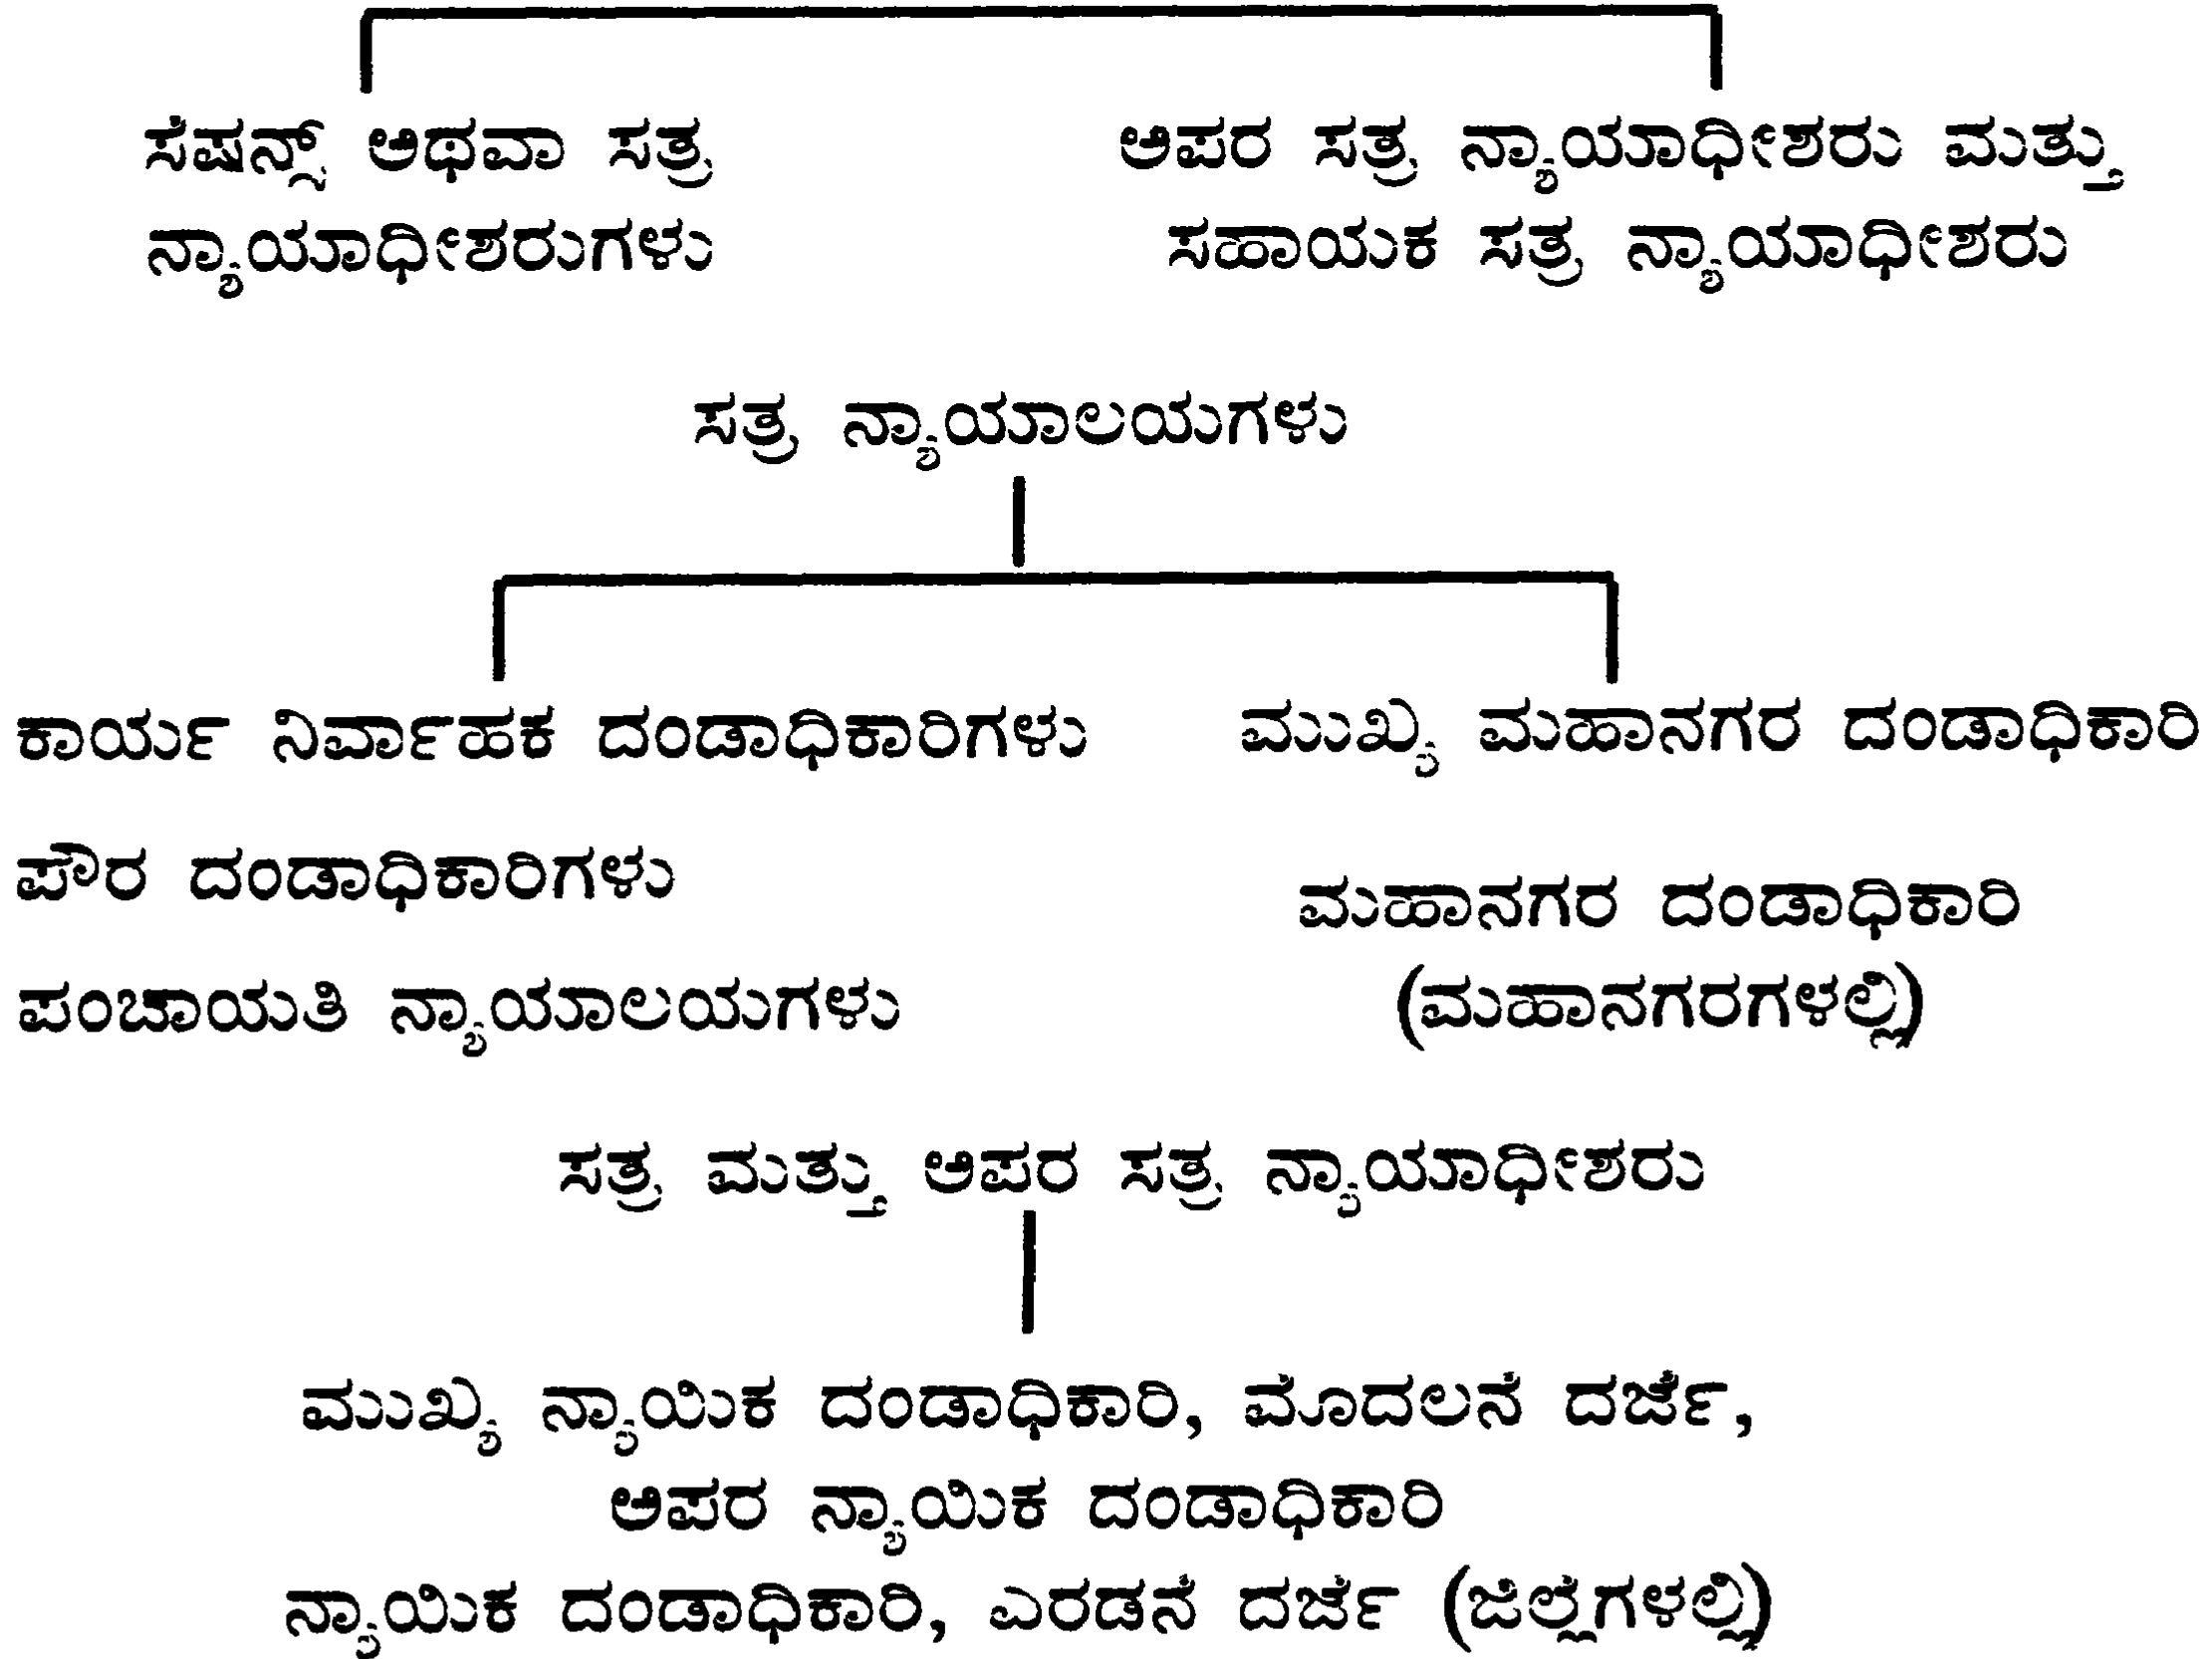 ಸೆಷನ್ಸ್ ಅಥವಾ ಸತ್ರ
ನ್ಯಾಯಾಧೀಶರುಗಳು
ಅಪರ ಸತ್ರ ನ್ಯಾಯಾಧೀಶರು ಮತ್ತು
ಸಹಾಯಕ ಸತ್ರ ನ್ಯಾಯಾಧೀಶರು
ಸತ್ರ ನ್ಯಾಯಾಲಯಗಳು
ಕಾರ್ಯ ನಿರ್ವಾಹಕ ದಂಡಾಧಿಕಾರಿಗಳು
ಪೌರ ದಂಡಾಧಿಕಾರಿಗಳು
ಪಂಚಾಯತಿ ನ್ಯಾಯಾಲಯಗಳು
ಮುಖ್ಯ ಮಹಾನಗರ ದಂಡಾಧಿಕಾರಿ
ಮಹಾನಗರ ದಂಡಾಧಿಕಾರಿ
(ಮಹಾನಗರಗಳಲ್ಲಿ)
ಸತ್ರ ಮತ್ತು ಅಪರ ಸತ್ರ ನ್ಯಾಯಾಧೀಶರು
ಮುಖ್ಯ ನ್ಯಾಯಿಕ ದಂಡಾಧಿಕಾರಿ, ಮೊದಲನೆ ದರ್ಜೆ,
ಅಪರ ನ್ಯಾಯಿಕ ದಂಡಾಧಿಕಾರಿ
ನ್ಯಾಯಿಕ ದಂಡಾಧಿಕಾರಿ, ಎರಡನೆ ದರ್ಜೆ (ಜಿಲ್ಲೆಗಳಲ್ಲಿ)